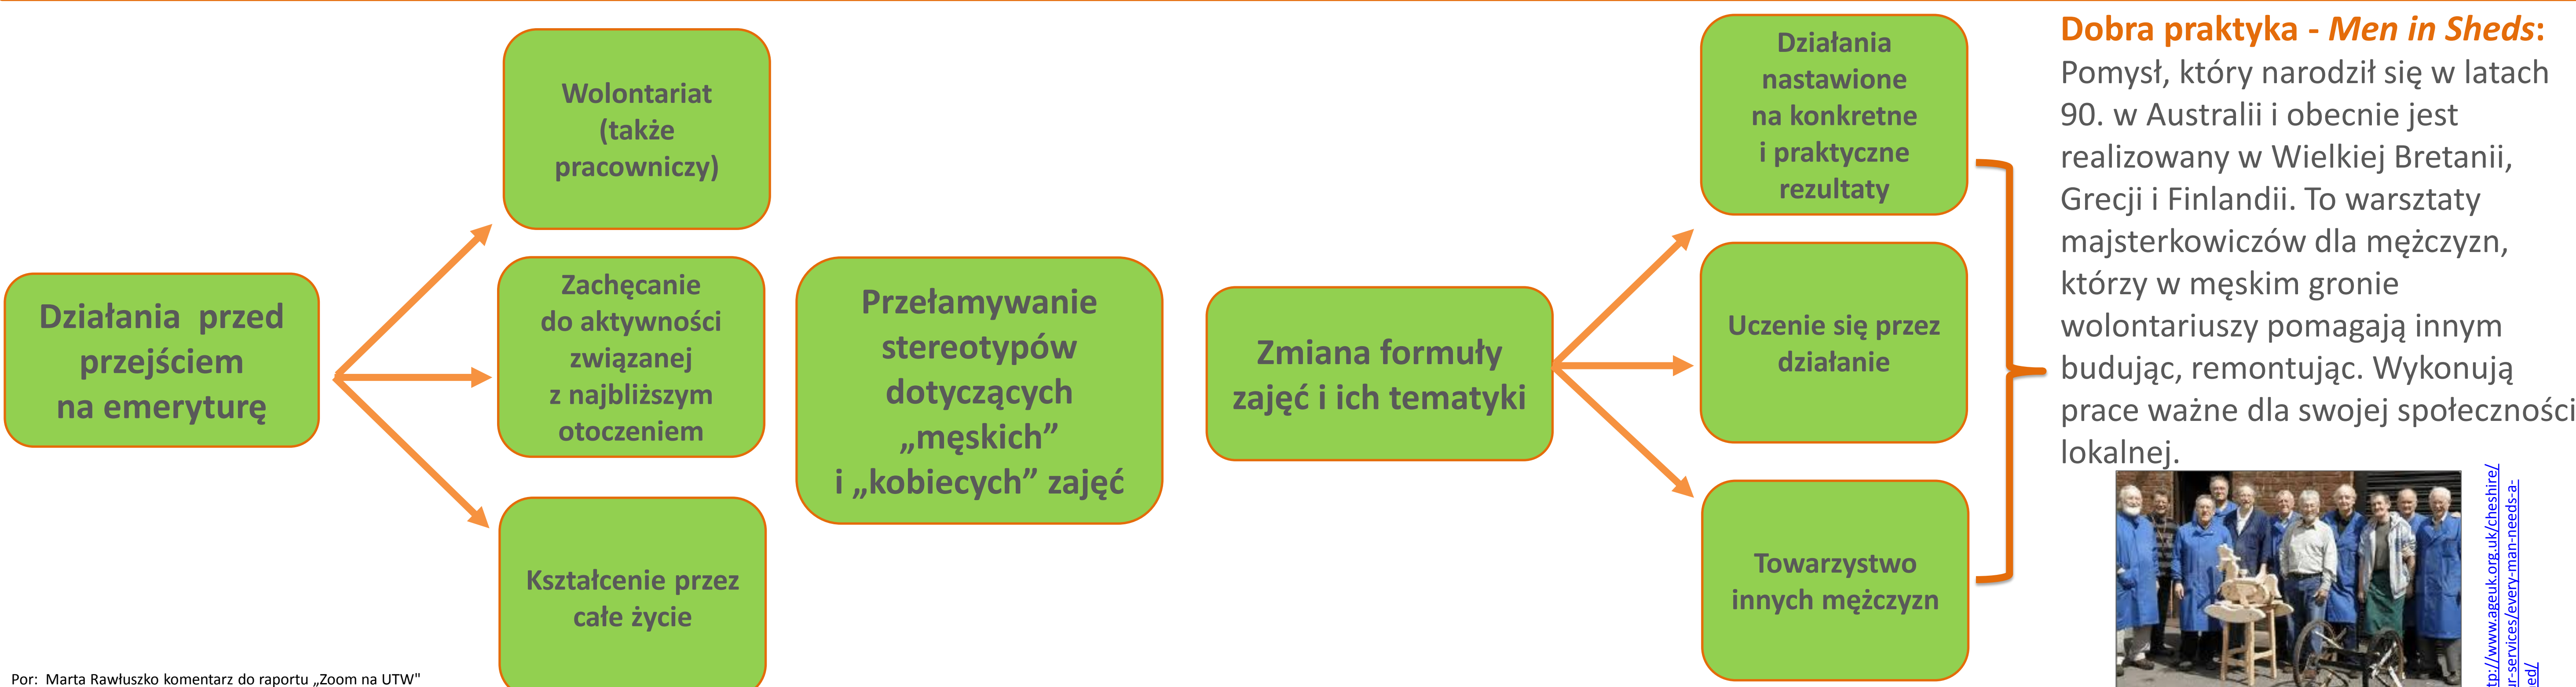 Działania przed
przejściem
na emeryturę
Wolontariat
(także
pracowniczy)
Zachęcanie
do aktywności
związanej
z najbliższym
otoczeniem
Kształcenie przez
całe życie
Przełamywanie
stereotypów
dotyczących
„męskich”
i „kobiecych” zajęć
Zmiana formuły
zajęć i ich tematyki
Działania
nastawione
na konkretne
i praktyczne
rezultaty
Uczenie się przez
działanie
Towarzystwo
innych mężczyzn
Dobra praktyka - Men in Sheds:
Pomysł, który narodził się w latach
90. w Australii i obecnie jest
realizowany w Wielkiej Bretanii,
Grecji i Finlandii. To warsztaty
majsterkowiczów dla mężczyzn,
którzy w męskim gronie
wolontariuszy pomagają innym
budując, remontując. Wykonują
prace ważne dla swojej społeczności
lokalnej.
tp://www.ageuk.org.uk/cheshire/
ur-services/every-man-needs-a-
ed/
Por: Marta Rawłuszko komentarz do raportu „Zoom na UTW"